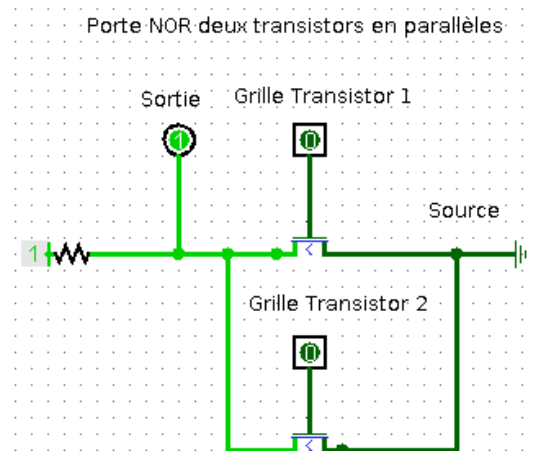 Porte NOR deux transistors en parallèles
Sortie
Grille Transistor 1
1
0
Source
1
Grille Transistor 2
0